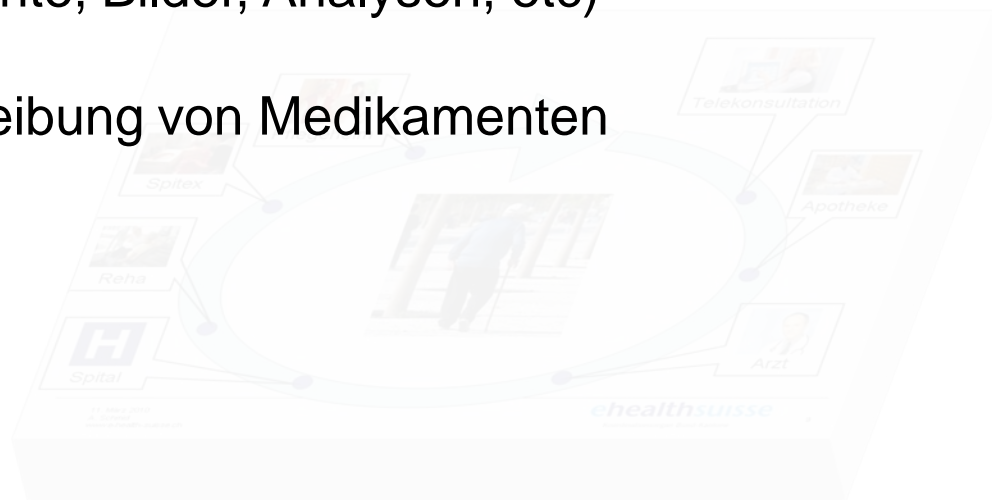 nte, Bilder, Analysen, etc)
eibung von Medikamenten
Telekonsultation
Spitex
Apotheke
Reha
Arzt
Spital
ehealthsuisse